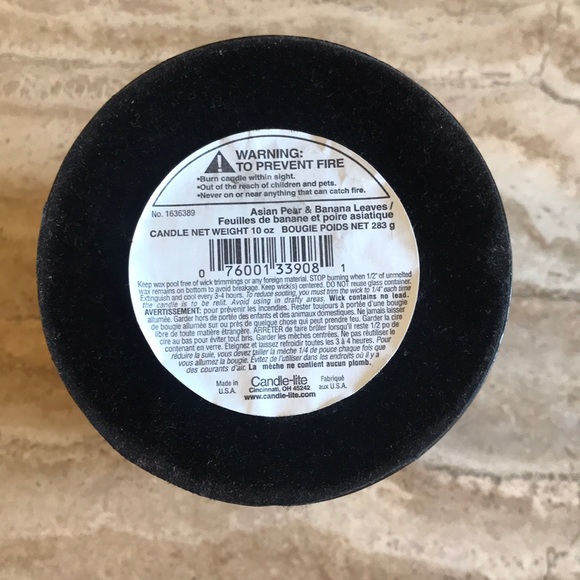 WARNING:
TO PREVENT FIRE
•Burn candle within sight.
•Out of the reach of children and pets.
•Never on or near anything that can catch fire.
No. 1636389
Asian Pear & Banana Leaves /
Feuilles de banane et poire asiatique
CANDLE NET WEIGHT 10 oz BOUGIE POIDS NET 283 g
0 76001 33908 1
Keep wax pool free of wick trimmings or any foreign material. STOP burning when 1/2" of unmelted
wax remains on bottom to avoid breakage. Keep wick(s) centered. DO NOT reuse glass container.
Extinguish and cool every 3-4 hours. To reduce sooting, you must trim the wick to 1/4" each time
the candle is to be relit. Avoid using in drafty areas. Wick contains no lead.
AVERTISSEMENT: pour prévenir les incendies. Rester toujours à portée d'une bougie
allumée. Garder hors de portée des enfants et des animaux domestiques. Ne jamais laisser
de bougie allumée sur ou près de quelque chose qui peut prendre feu. Garder la cire
libre de toute matière étrangère. ARRÊTER de faire brûler lorsqu'il reste 1/2 po de
cire au bas pour éviter tout bris. Garder les mèches centrées. Ne pas réutiliser le
contenant en verre. Éteignez et laissez refroidir toutes les 3 à 4 heures. Pour
réduire la suie, vous devez tailler la mèche 1/4 de pouce chaque fois que
vous allumez la bougie. Évitez de l'utiliser dans les endroits où il y a
des courants d'air. La mèche ne contient aucun plomb.
Made in
U.S.A.
Candle-lite
Cincinnati, OH 45242
www.candle-lite.com
Fabriqué
aux U.S.A.